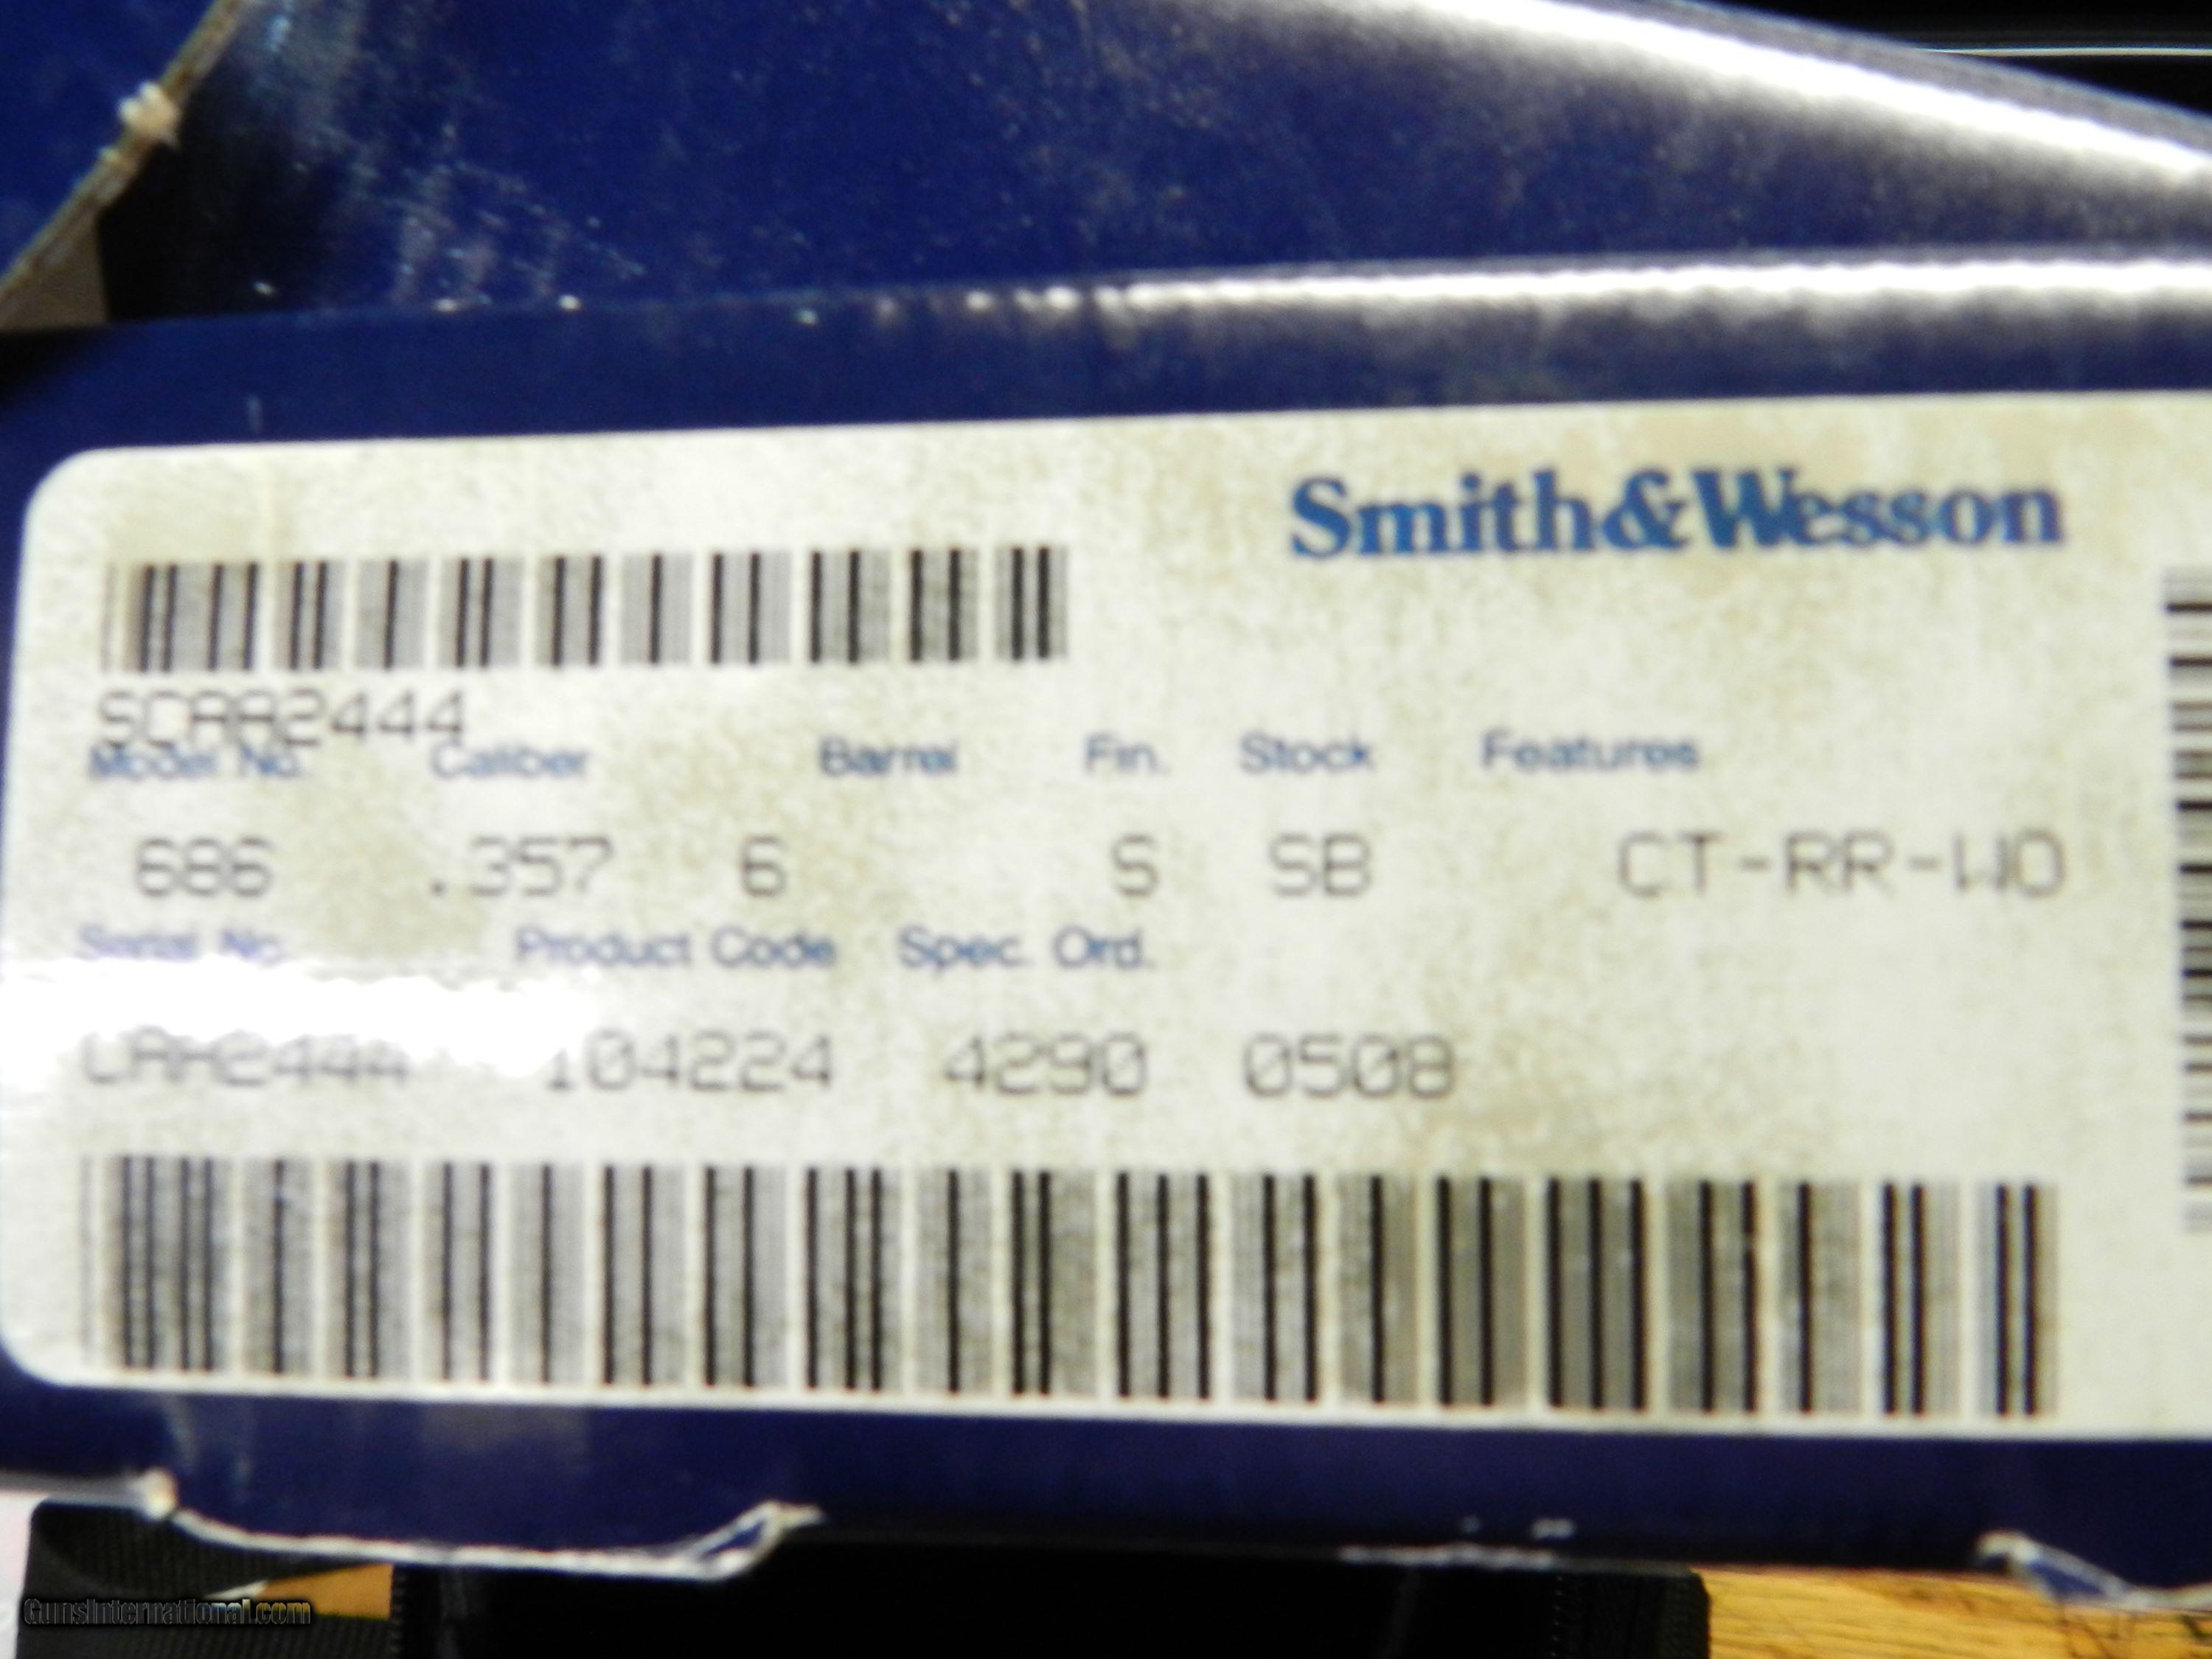 Smith&Wesson
SCAA2444
Model No. Caliber Barrel Fin. Stock Features
686 .357 6 S SB CT-RR-WO
Serial No. Product Code Spec. Ord.
104224 4290 0508
GunsInternational.com